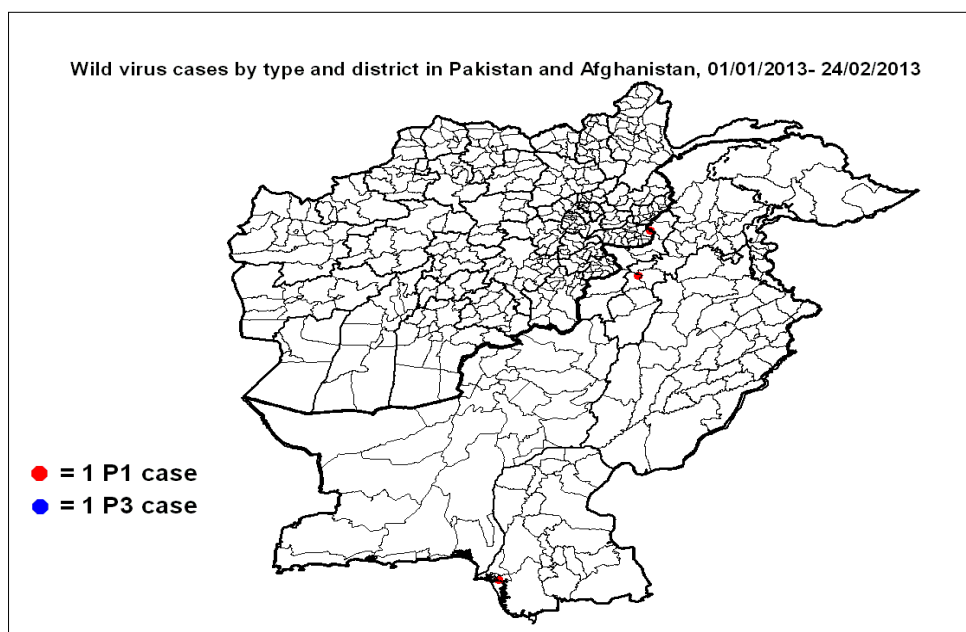 Wild virus cases by type and district in Pakistan and Afghanistan, 01/01/2013- 24/02/2013
= 1 P1 case
= 1 P3 case